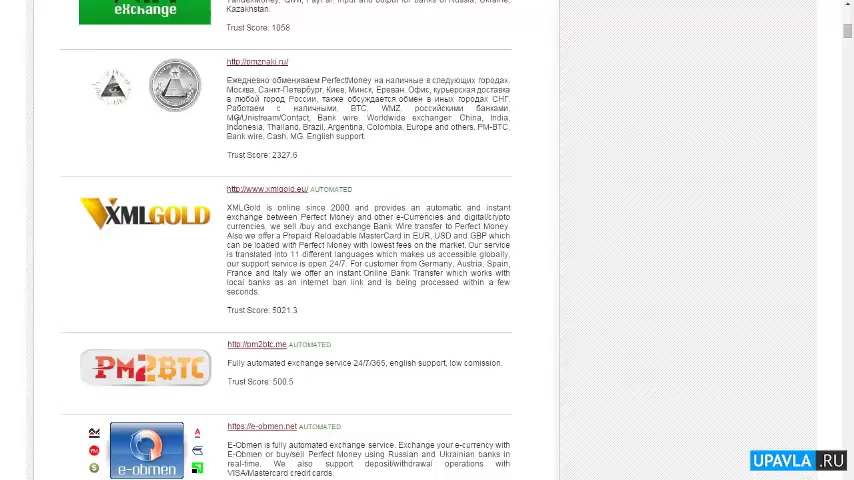 eXchange
YandexMoney, QIWI, PayPal, input and output for banks of Russia, Ukraine,
Kazakhstan.
Trust Score: 1058
http://pmznaki.ru/
Ежедневно обмениваем PerfectMoney на наличные в следующих городах.
Москва, Санкт-Петербург, Киев, Минск, Ереван. Офис, курьерская доставка
в любой город России, также обсуждается обмен в иных городах СНГ.
Работаем с наличными, BTC, WMZ, российскими банками,
MG/Unistream/Contact, Bank wire. Worldwide exchanger: China, India,
Indonesia, Thailand, Brazil, Argentina, Colombia, Europe and others. PM-BTC,
Bank wire, Cash, MG. English support.
Trust Score: 2327.6
XMLGOLD
http://www.xmlgold.eu/ AUTOMATED
XMLGold is online since 2000 and provides an automatic and instant
exchange between Perfect Money and other e-Currencies and digital/crypto
currencies, we sell /buy and exchange Bank Wire transfer to Perfect Money.
Also we offer a Prepaid Reloadable MasterCard in EUR, USD and GBP which
can be loaded with Perfect Money with lowest fees on the market. Our service
is translated into 11 different languages which makes us accessible globally,
our support service is open 24/7. For customer from Germany, Austria, Spain,
France and Italy we offer an instant Online Bank Transfer which works with
local banks as an internet ban link and is being processed within a few
seconds.
Trust Score: 5021.3
PM2BTC
http://pm2btc.me AUTOMATED
Fully automated exchange service 24/7/365, english support, low comission.
Trust Score: 500.5
e-obmen
https://e-obmen.net AUTOMATED
E-Obmen is fully automated exchange service. Exchange your e-currency with
E-Obmen or buy/sell Perfect Money using Russian and Ukrainian banks in
real-time. We also support deposit/withdrawal operations with
VISA/Mastercard credit cards.
UPAVLA.RU